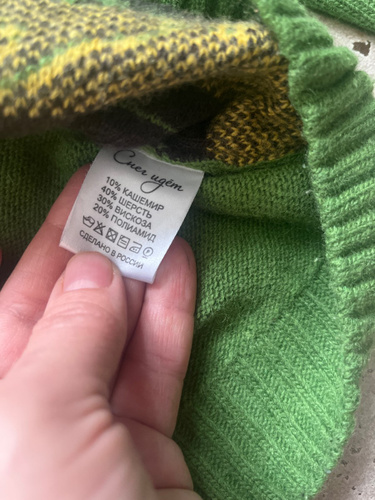 Снег идёт
10% КАШЕМИР
40% ШЕРСТЬ
30% ВИСКОЗА
20% ПОЛИАМИД
СДЕЛАНО В РОССИИ